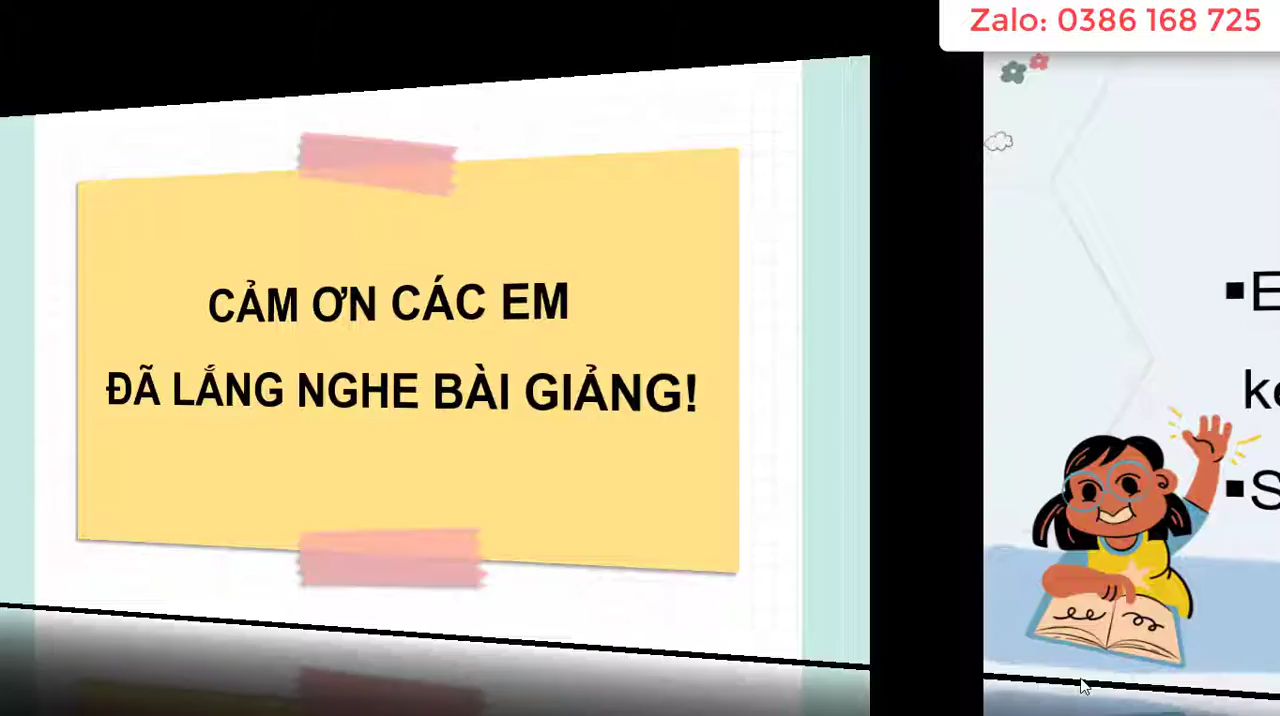 Zalo: 0386 168 725
CẢM ƠN CÁC EM
ĐÃ LẮNG NGHE BÀI GIẢNG!